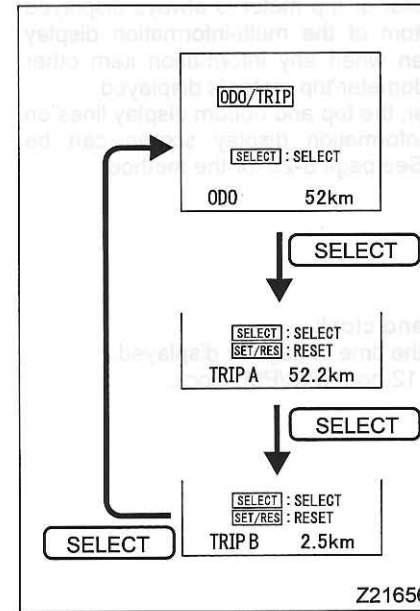 ODO/TRIP
SELECT : SELECT
ODO 52km
SELECT
SELECT : SELECT
SET/RES : RESET
TRIP A 52.2km
SELECT
SELECT : SELECT
SET/RES : RESET
SELECT
TRIP B 2.5km